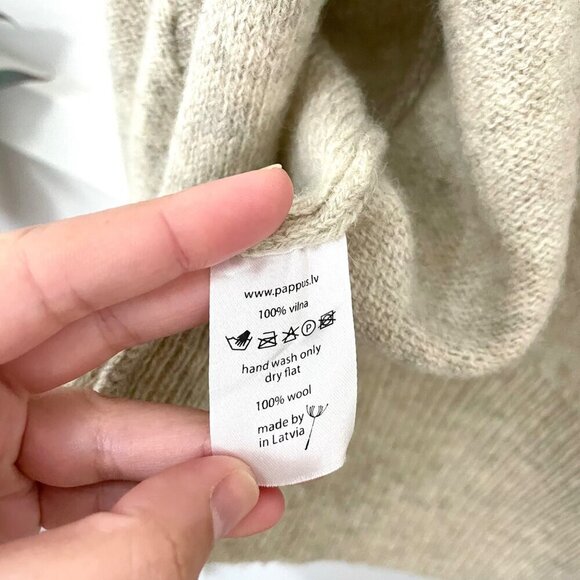 www.pappus.lv
100% vilna
P
hand wash only
dry flat
100% wool
made by
in Latvia